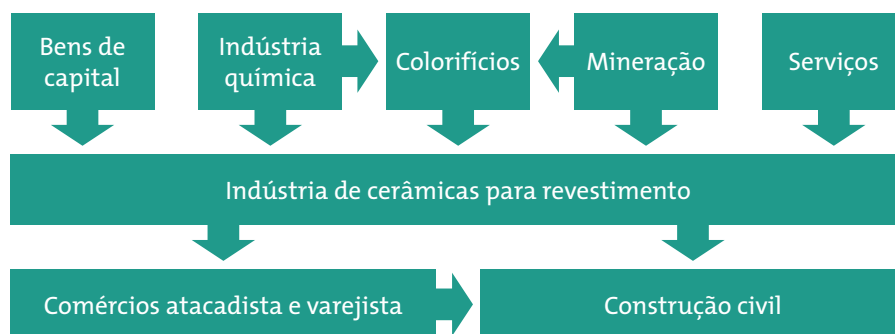 Bens de
capital
Indústria
química
Colorifícios
Mineração
Serviços
Indústria de cerâmicas para revestimento
Comércios atacadista e varejista
Construção civil